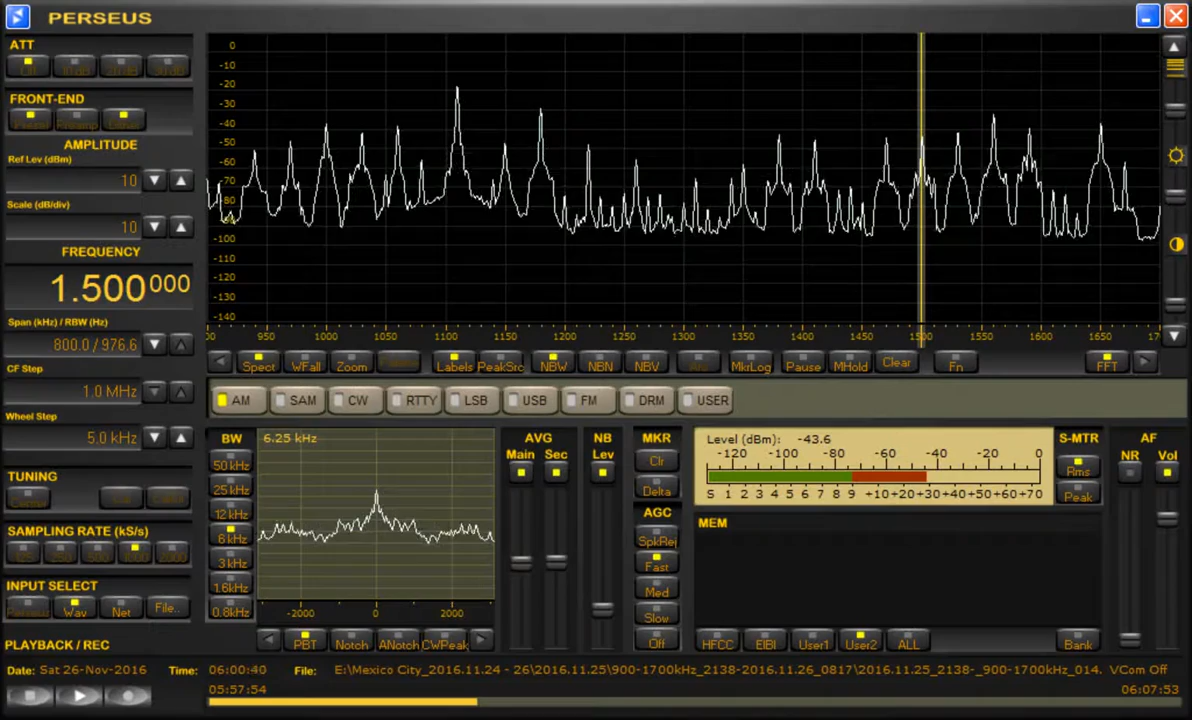 PERSEUS
ATT
FRONT-END
AMPLITUDE
Ref Lev (dBm)
10
Scale (dB/div)
10
FREQUENCY
1.500000
Span (kHz) / RBW (Hz)
800.0 / 976.6
CF Step
1.0 MHz
Wheel Step
5.0 kHz
TUNING
SAMPLING RATE (kS/s)
INPUT SELECT
Wav Net File..
PLAYBACK / REC
0
-10
-20
-30
-40
-50
-60
-70
-80
-90
-100
-110
-120
-130
-140
950 1000 1050 1100 1150 1200 1250 1300 1350 1400 1450 1500 1550 1600 1650
Spect WFall Zoom Labels PeakSrc NBW NBN NBV MkrLog Pause MHold Clear Fn FFT
AM SAM CW RTTY LSB USB FM DRM USER
BW
50 kHz
25 kHz
12 kHz
6 kHz
3 kHz
1.6kHz
0.8kHz
6.25 kHz
-2000 0 2000
PBT Notch ANotch CWPeak
AVG
Main Sec
NB
Lev
MKR
Clr
Delta
AGC
SpkRej
Fast
Med
Slow
Off
Level (dBm): -43.6
-120 -100 -80 -60 -40 -20 0
S 1 2 3 4 5 6 7 8 9 +10+20+30+40+50+60+70
S-MTR
Rms
Peak
AF
NR Vol
MEM
HFCC EIBI User1 User2 ALL Bank
Date: Sat 26-Nov-2016 Time: 06:00:40 File: E:\Mexico City_2016.11.24 - 26\2016.11.25\900-1700kHz_2138-2016.11.26_0817\2016.11.25_2138-_900-1700kHz_014. VCom Off
05:57:54 06:07:53